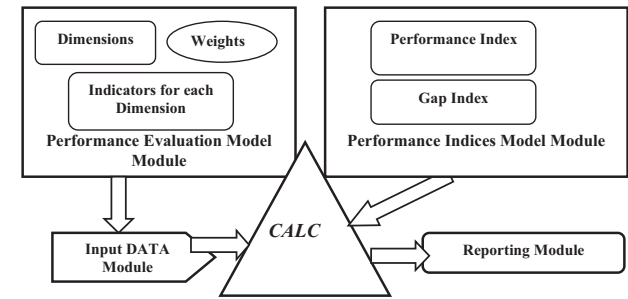 Dimensions
Weights
Indicators for each
Dimension
Performance Evaluation Model
Module
Performance Index
Gap Index
Performance Indices Model Module
CALC
Input DATA
Module
Reporting Module